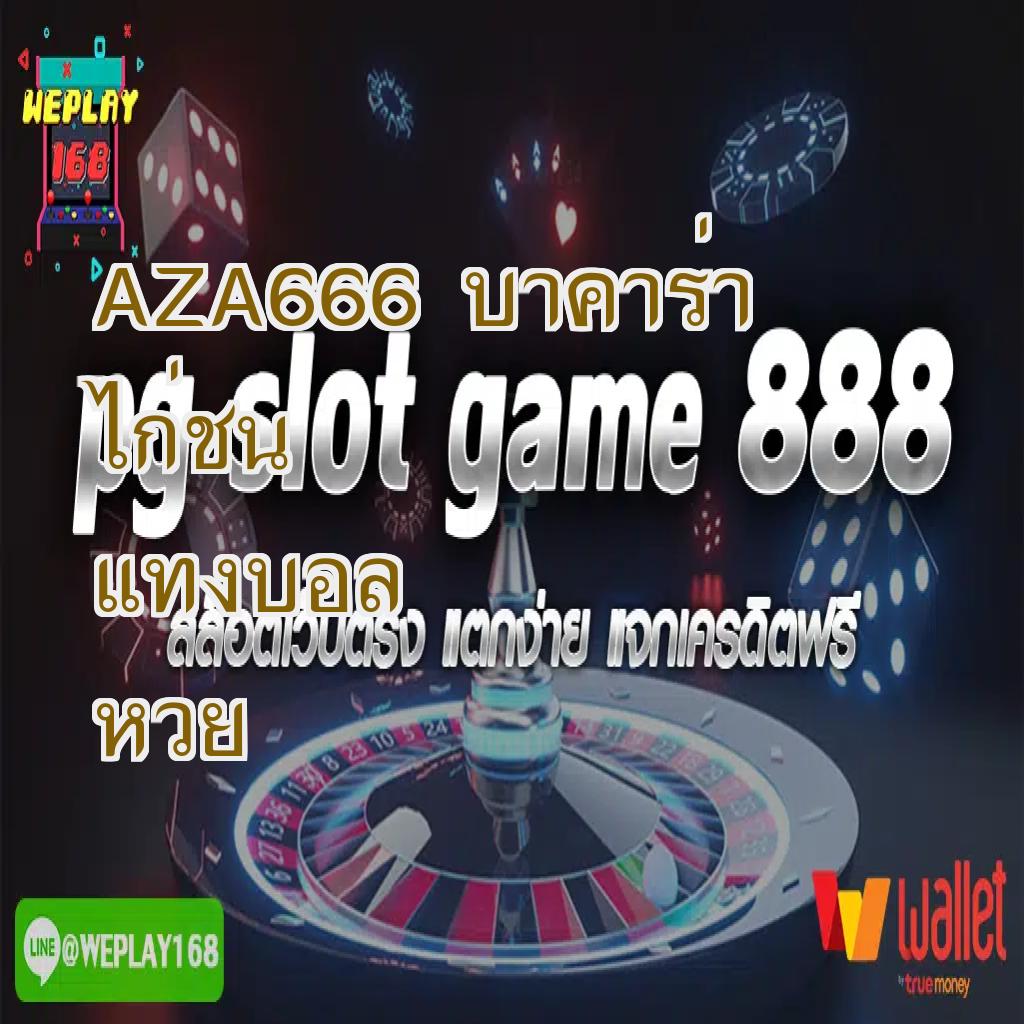 WEPLAY
168
AZA666 บาคาร่า
ไก่ชน
pg slot game 888
แทงบอล
สล็อตเว็บตรง แตกง่าย แจกเครดิตฟรี
หวย
LINE @WEPLAY168
wallet
by truemoney